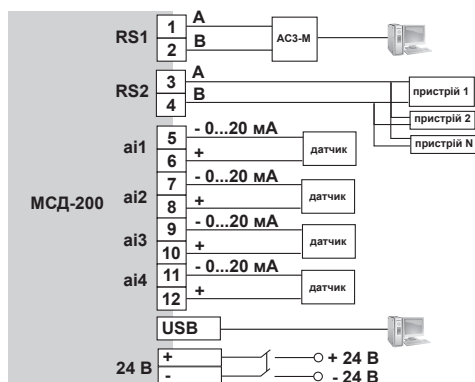 RS1 1 A АС3-М
2 B
RS2 3 A пристрій 1
4 B
пристрій 2
пристрій N
ai1 5 - 0...20 мА датчик
6 +
МСД-200 ai2 7 - 0...20 мА датчик
8 +
ai3 9 - 0...20 мА датчик
10 +
ai4 11 - 0...20 мА датчик
12 +
USB
24 В + + 24 В
- - 24 В